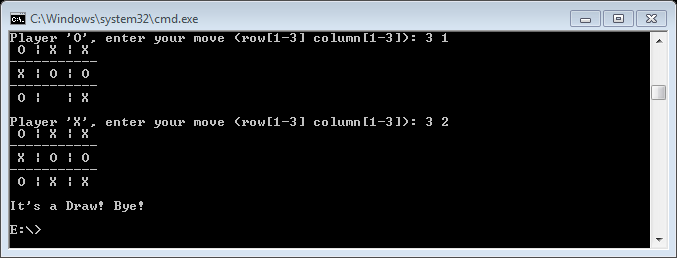 C:\Windows\system32\cmd.exe
Player 'O', enter your move (row[1-3] column[1-3]): 3 1
O | X | X
-----------
X | O | O
-----------
O |   | X
Player 'X', enter your move (row[1-3] column[1-3]): 3 2
O | X | X
-----------
X | O | O
-----------
O | X | X
It's a Draw! Bye!
E:\>